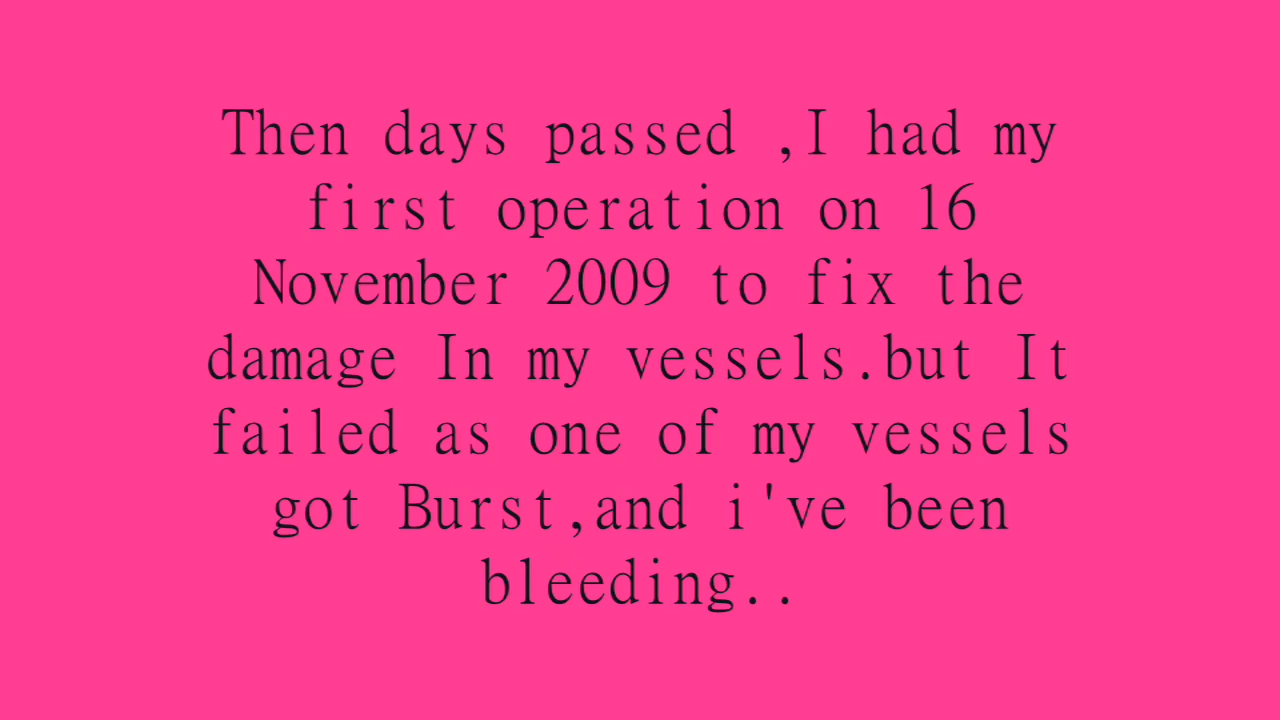 Then days passed ,I had my
first operation on 16
November 2009 to fix the
damage In my vessels.but It
failed as one of my vessels
got Burst,and i've been
bleeding..